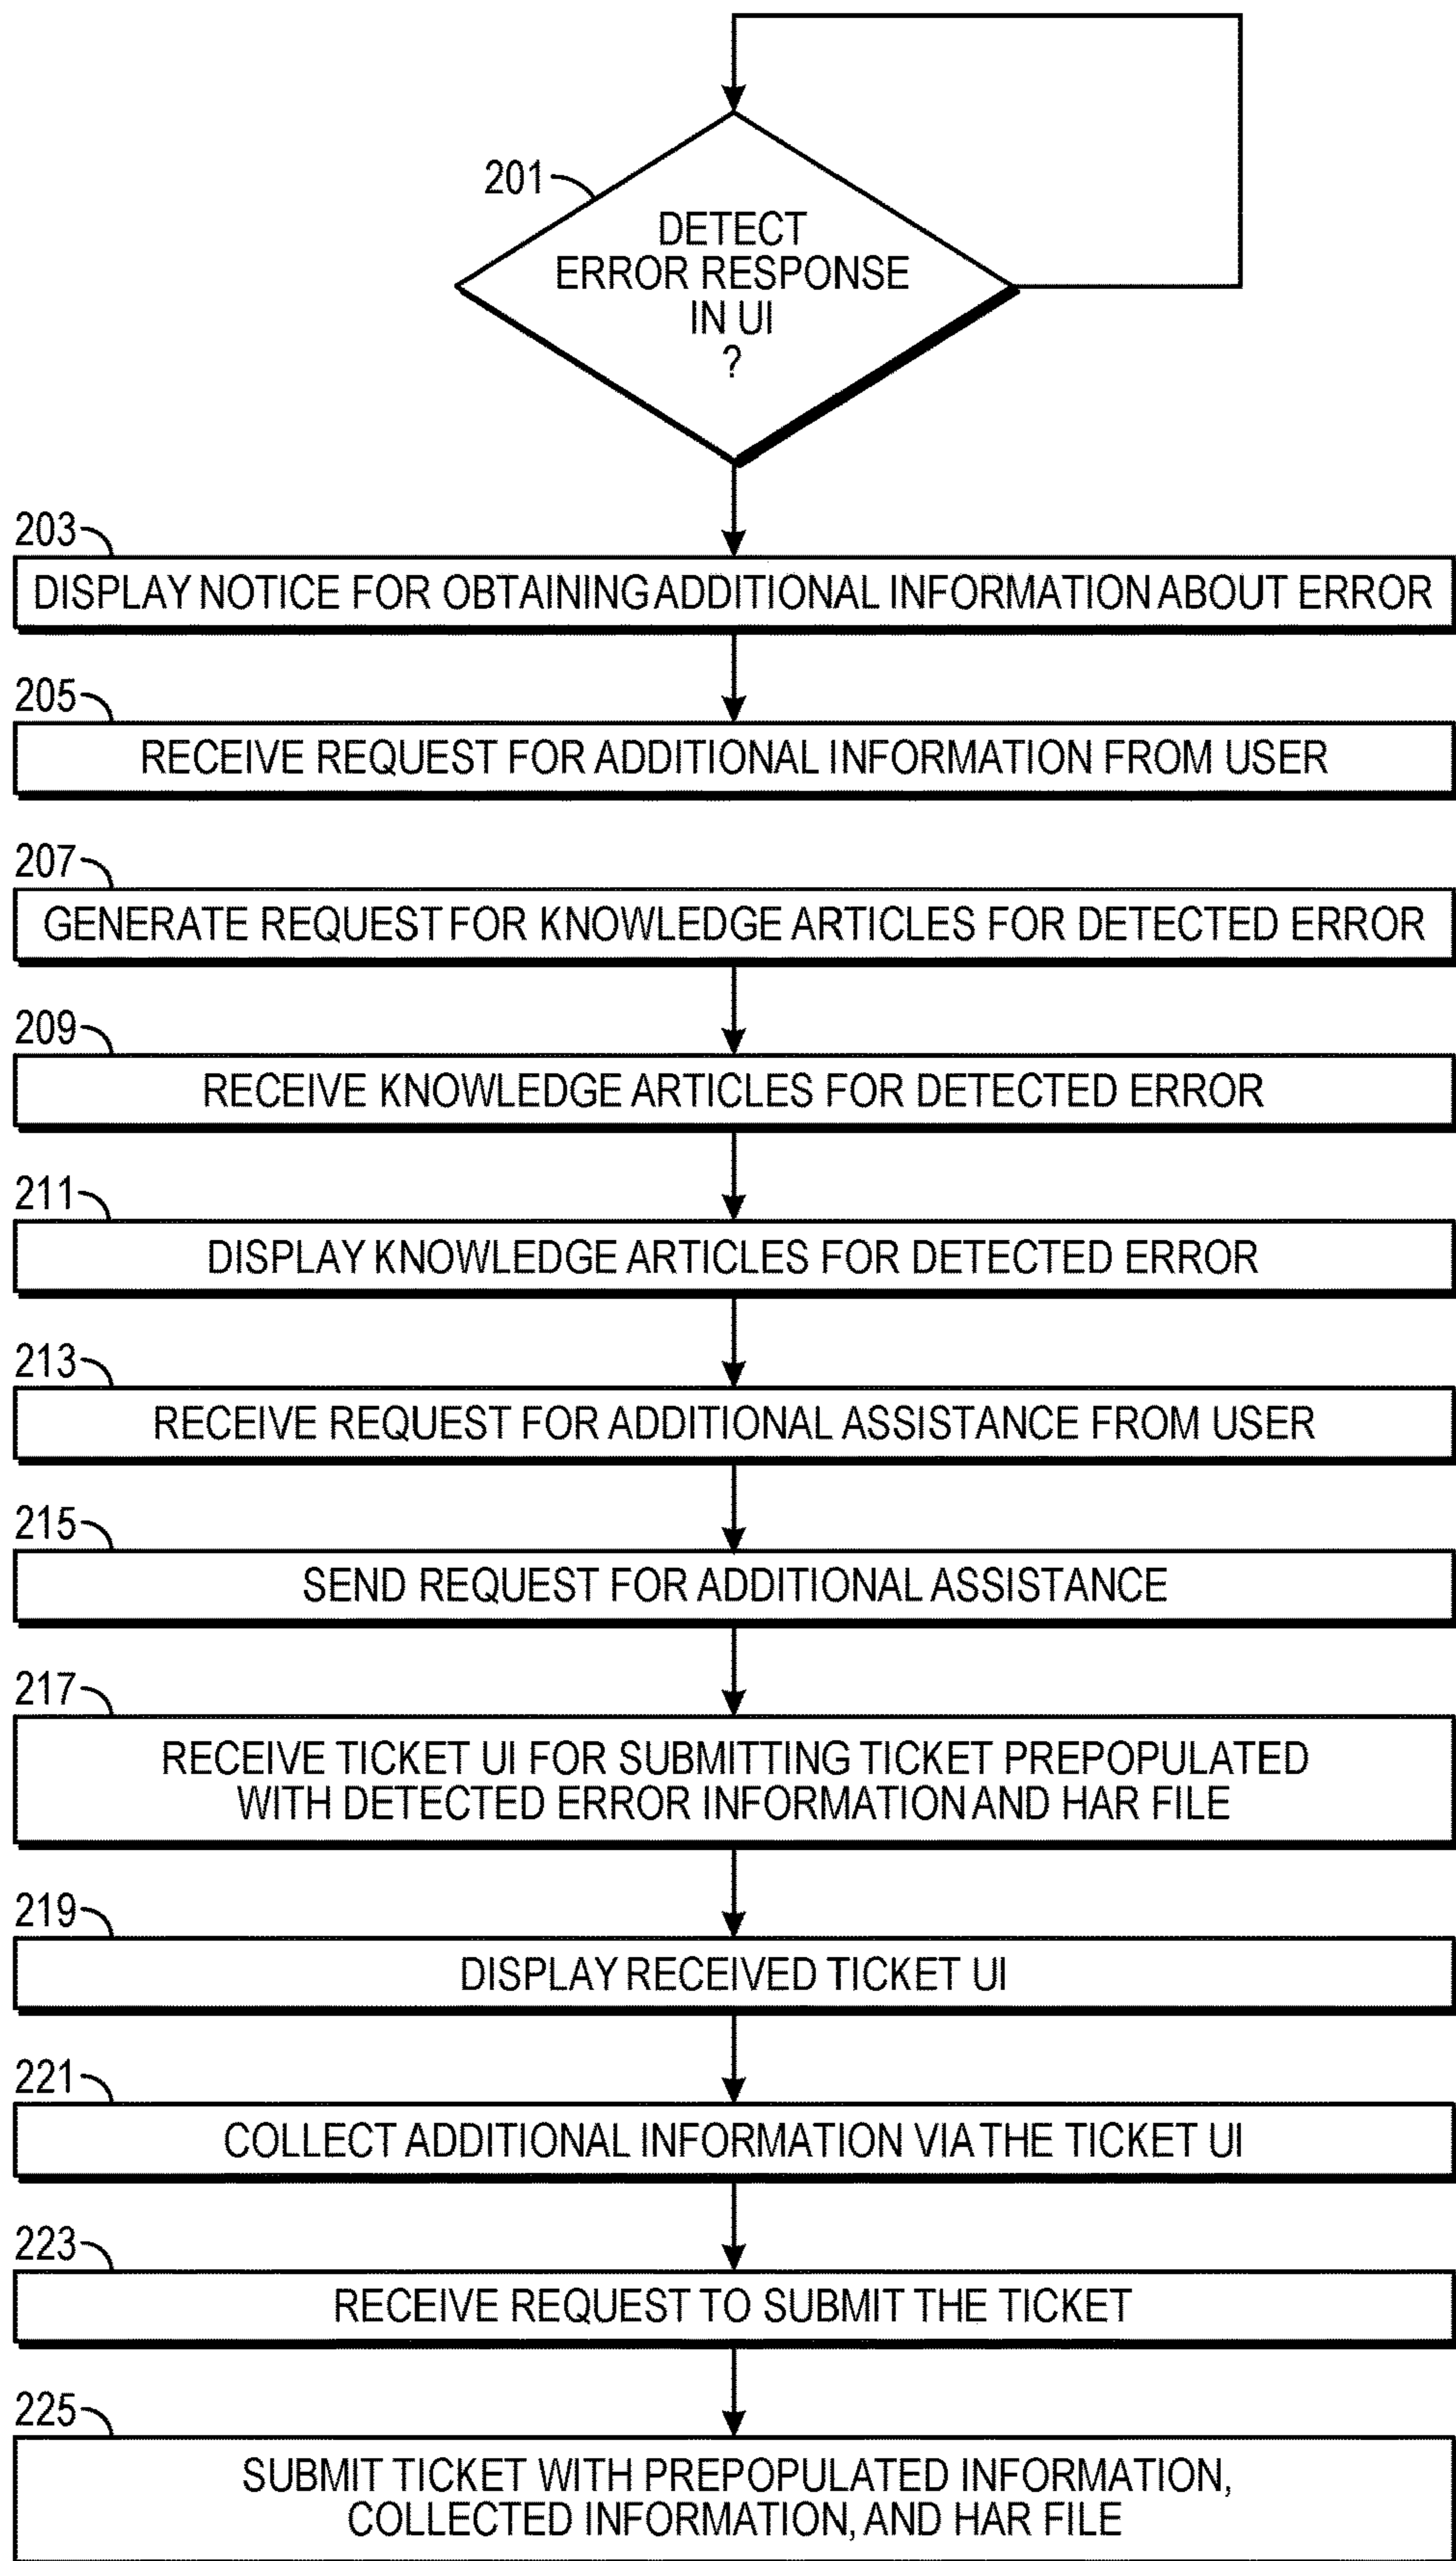 201
DETECT
ERROR RESPONSE
IN UI
?
203
DISPLAY NOTICE FOR OBTAINING ADDITIONAL INFORMATION ABOUT ERROR
205
RECEIVE REQUEST FOR ADDITIONAL INFORMATION FROM USER
207
GENERATE REQUEST FOR KNOWLEDGE ARTICLES FOR DETECTED ERROR
209
RECEIVE KNOWLEDGE ARTICLES FOR DETECTED ERROR
211
DISPLAY KNOWLEDGE ARTICLES FOR DETECTED ERROR
213
RECEIVE REQUEST FOR ADDITIONAL ASSISTANCE FROM USER
215
SEND REQUEST FOR ADDITIONAL ASSISTANCE
217
RECEIVE TICKET UI FOR SUBMITTING TICKET PREPOPULATED
WITH DETECTED ERROR INFORMATION AND HAR FILE
219
DISPLAY RECEIVED TICKET UI
221
COLLECT ADDITIONAL INFORMATION VIA THE TICKET UI
223
RECEIVE REQUEST TO SUBMIT THE TICKET
225
SUBMIT TICKET WITH PREPOPULATED INFORMATION,
COLLECTED INFORMATION, AND HAR FILE